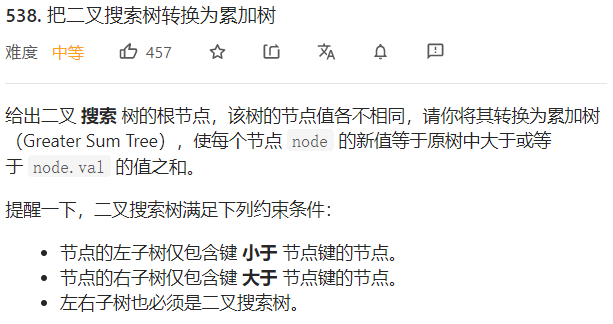 538. 把二叉搜索树转换为累加树
难度 中等 457
给出二叉 搜索 树的根节点，该树的节点值各不相同，请你将其转换为累加树
（Greater Sum Tree），使每个节点 node 的新值等于原树中大于或等
于 node.val 的值之和。
提醒一下，二叉搜索树满足下列约束条件：
• 节点的左子树仅包含键 小于 节点键的节点。
• 节点的右子树仅包含键 大于 节点键的节点。
• 左右子树也必须是二叉搜索树。